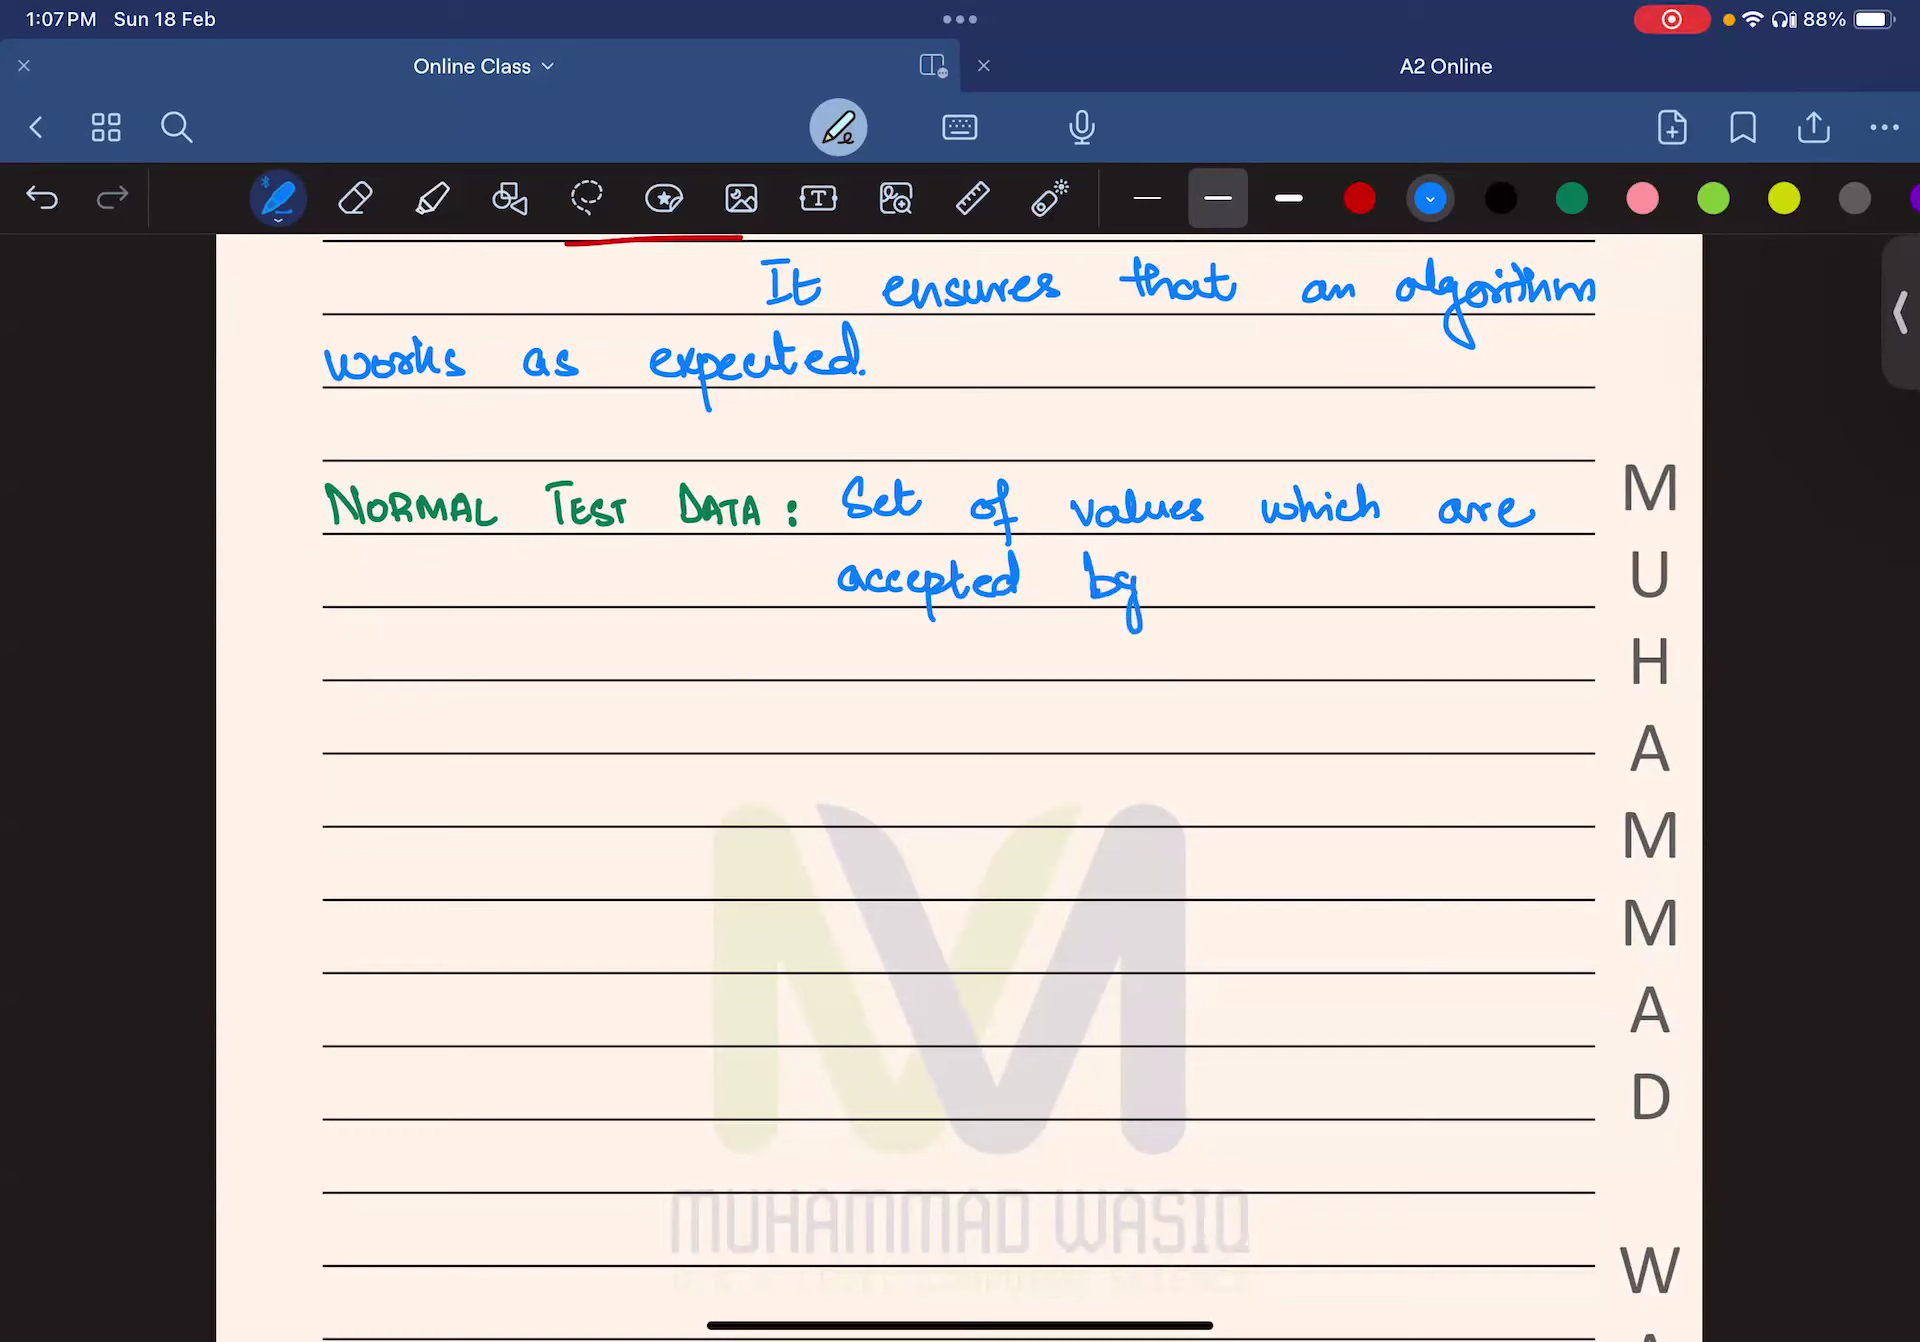 1:07 PM Sun 18 Feb
88%
Online Class
A2 Online
It ensures that an algorithm
works as expected.
NORMAL TEST DATA: Set of values which are
accepted by
M
U
H
A
M
M
A
D
W
MUHAMMAD WASIQ